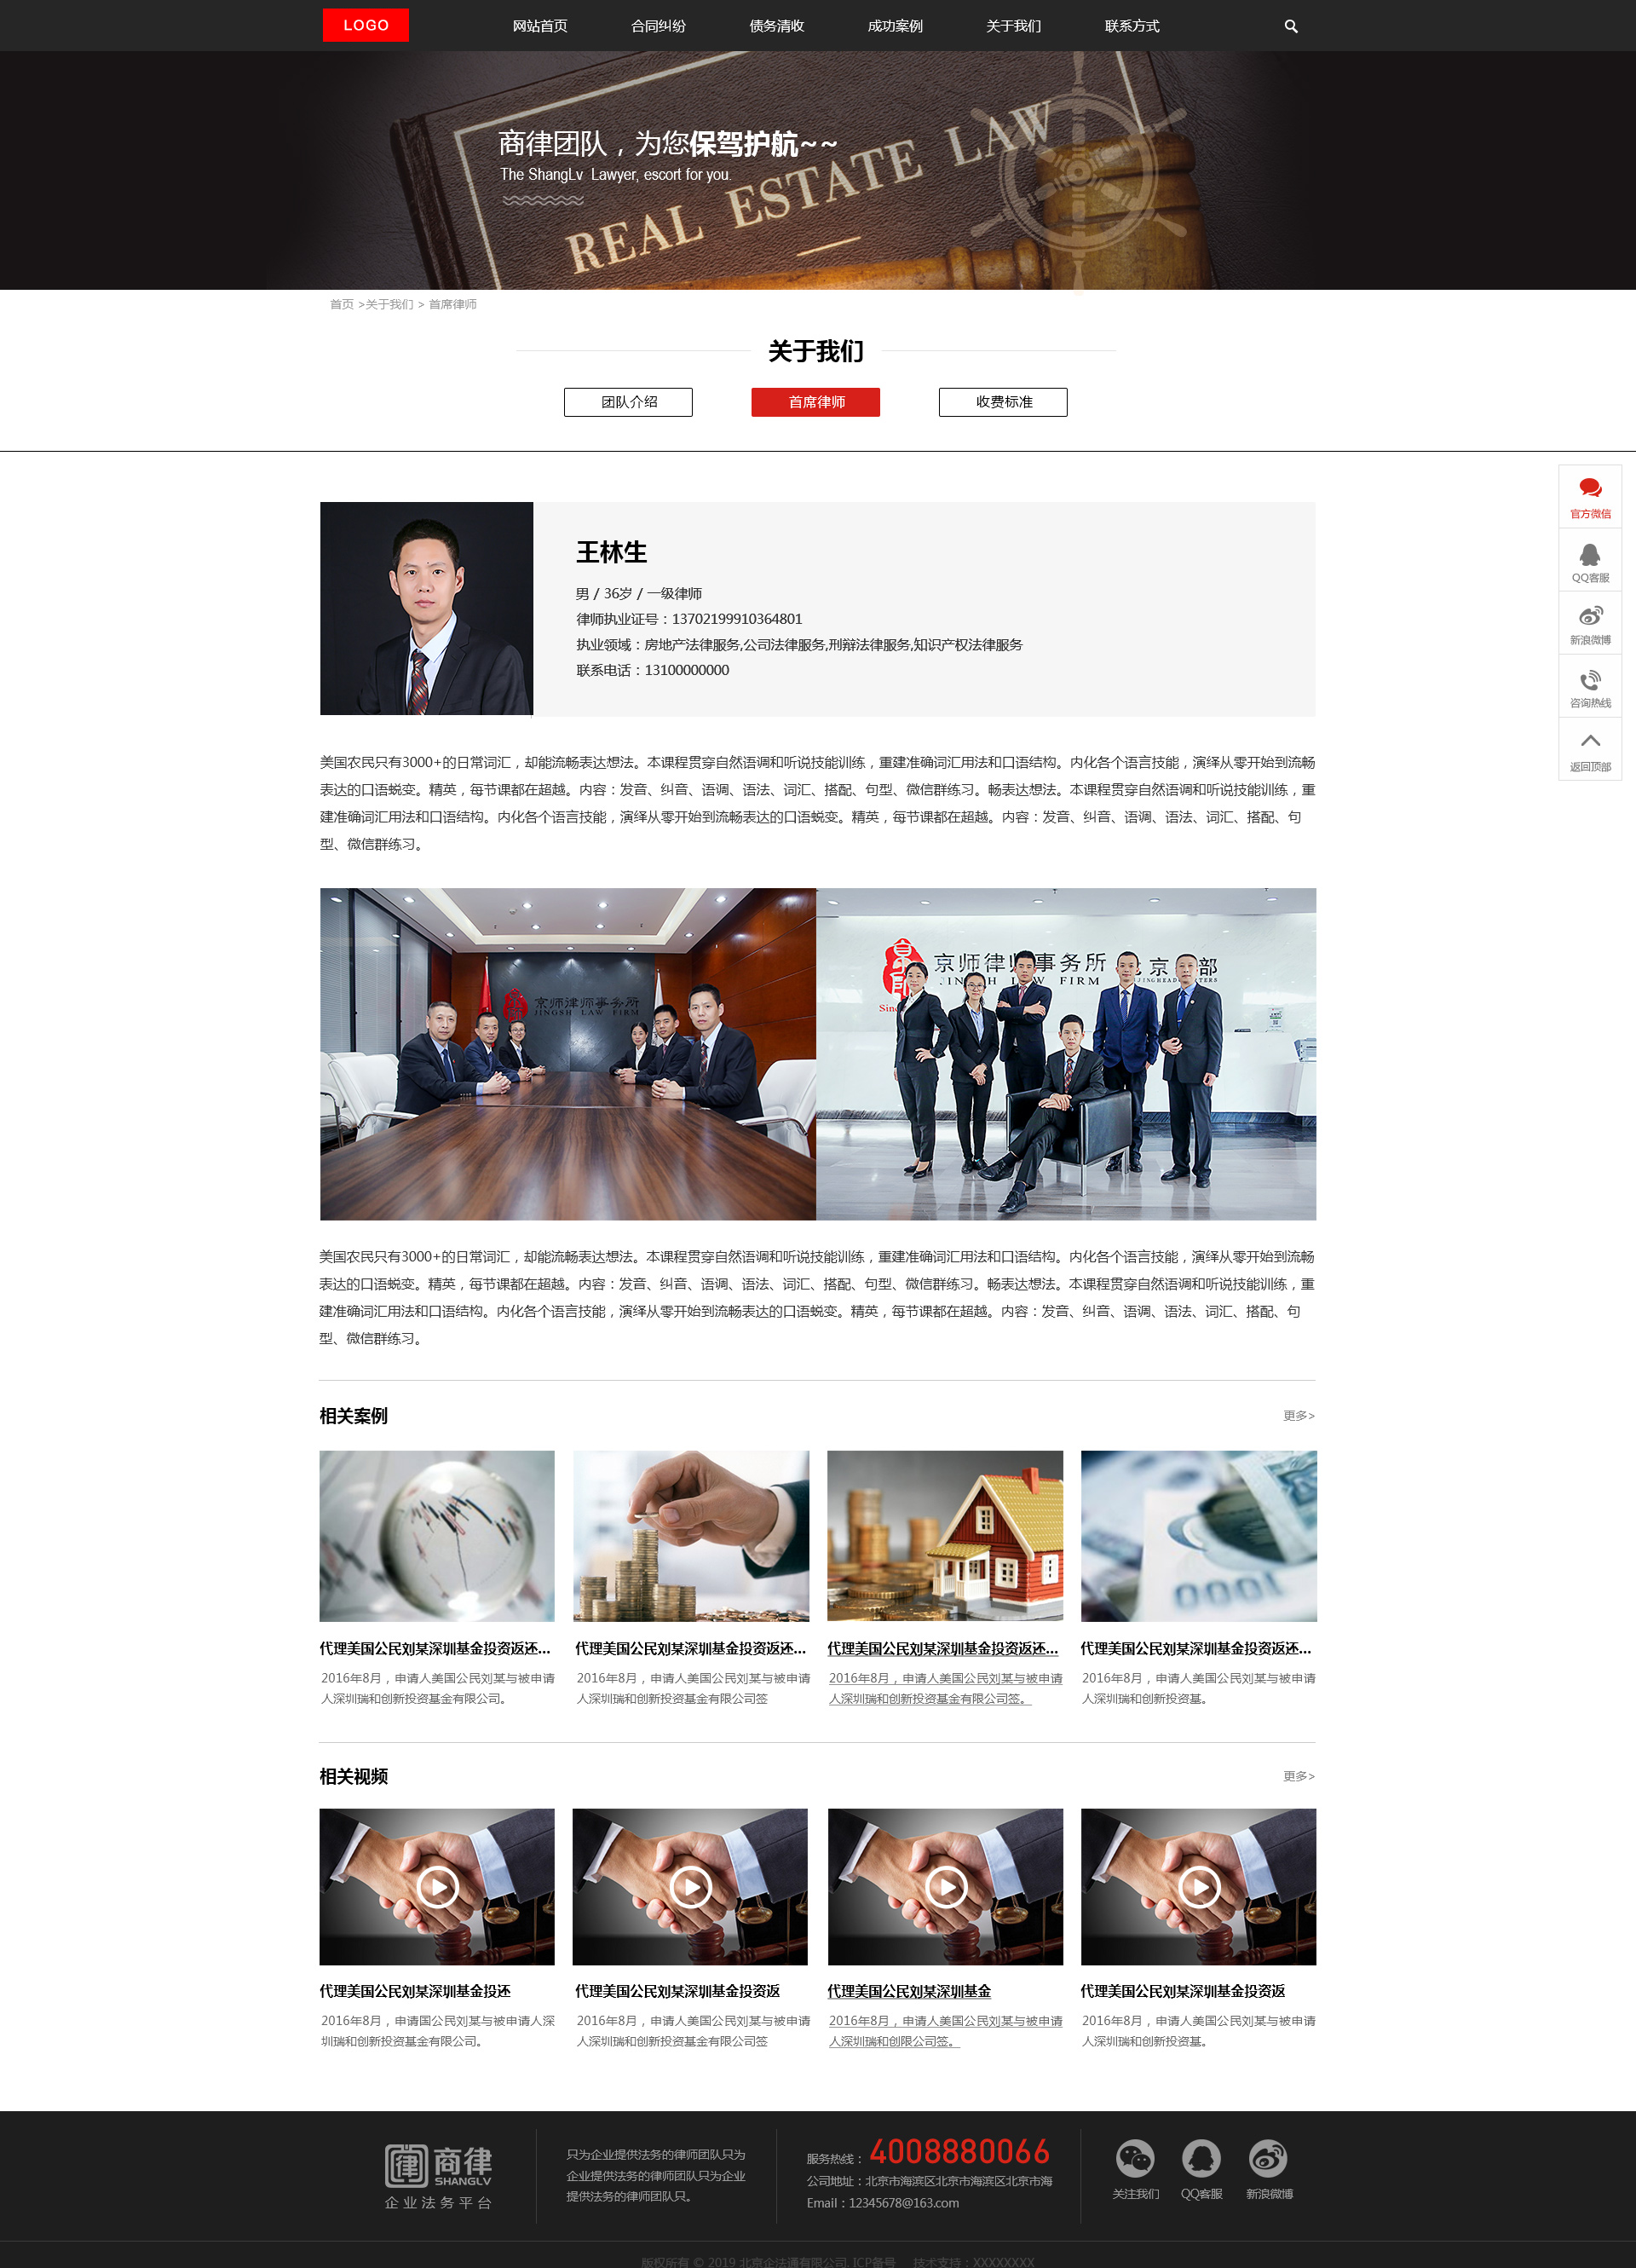 LOGO
网站首页
合同纠纷
债务清收
成功案例
关于我们
联系方式
商律团队，为您保驾护航~~
The ShangLv Lawyer, escort for you.
REAL ESTATE LAW
首页 >关于我们 > 首席律师
关于我们
团队介绍
首席律师
收费标准
官方微信
QQ客服
新浪微博
咨询热线
返回顶部
王林生
男 / 36岁 / 一级律师
律师执业证号：13702199910364801
执业领域：房地产法律服务,公司法律服务,刑辩法律服务,知识产权法律服务
联系电话：13100000000
美国农民只有3000+的日常词汇，却能流畅表达想法。本课程贯穿自然语调和听说技能训练，重建准确词汇用法和口语结构。内化各个语言技能，演绎从零开始到流畅
表达的口语蜕变。精英，每节课都在超越。内容：发音、纠音、语调、语法、词汇、搭配、句型、微信群练习。畅表达想法。本课程贯穿自然语调和听说技能训练，重
建准确词汇用法和口语结构。内化各个语言技能，演绎从零开始到流畅表达的口语蜕变。精英，每节课都在超越。内容：发音、纠音、语调、语法、词汇、搭配、句
型、微信群练习。
京师律师事务所
JINGSH LAW FIRM
京师律师事务所
京 部
LAW FIRM
美国农民只有3000+的日常词汇，却能流畅表达想法。本课程贯穿自然语调和听说技能训练，重建准确词汇用法和口语结构。内化各个语言技能，演绎从零开始到流畅
表达的口语蜕变。精英，每节课都在超越。内容：发音、纠音、语调、语法、词汇、搭配、句型、微信群练习。畅表达想法。本课程贯穿自然语调和听说技能训练，重
建准确词汇用法和口语结构。内化各个语言技能，演绎从零开始到流畅表达的口语蜕变。精英，每节课都在超越。内容：发音、纠音、语调、语法、词汇、搭配、句
型、微信群练习。
相关案例
更多>
代理美国公民刘某深圳基金投资返还...
2016年8月，申请人美国公民刘某与被申请
人深圳瑞和创新投资基金有限公司。
代理美国公民刘某深圳基金投资返还...
2016年8月，申请人美国公民刘某与被申请
人深圳瑞和创新投资基金有限公司签
代理美国公民刘某深圳基金投资返还...
2016年8月，申请人美国公民刘某与被申请
人深圳瑞和创新投资基金有限公司签。
代理美国公民刘某深圳基金投资返还...
2016年8月，申请人美国公民刘某与被申请
人深圳瑞和创新投资基。
相关视频
更多>
代理美国公民刘某深圳基金投还
2016年8月，申请国公民刘某与被申请人深
圳瑞和创新投资基金有限公司。
代理美国公民刘某深圳基金投资返
2016年8月，申请人美国公民刘某与被申请
人深圳瑞和创新投资基金有限公司签
代理美国公民刘某深圳基金
2016年8月，申请人美国公民刘某与被申请
人深圳瑞和创限公司签。
代理美国公民刘某深圳基金投资返
2016年8月，申请人美国公民刘某与被申请
人深圳瑞和创新投资基。
商律
SHANGLV
企业法务平台
只为企业提供法务的律师团队只为
企业提供法务的律师团队只为企业
提供法务的律师团队只。
服务热线：4008880066
公司地址：北京市海滨区北京市海滨区北京市海
Email：12345678@163.com
关注我们
QQ客服
新浪微博
版权所有 © 2019 北京企法通有限公司. ICP备号 技术支持：XXXXXXXX